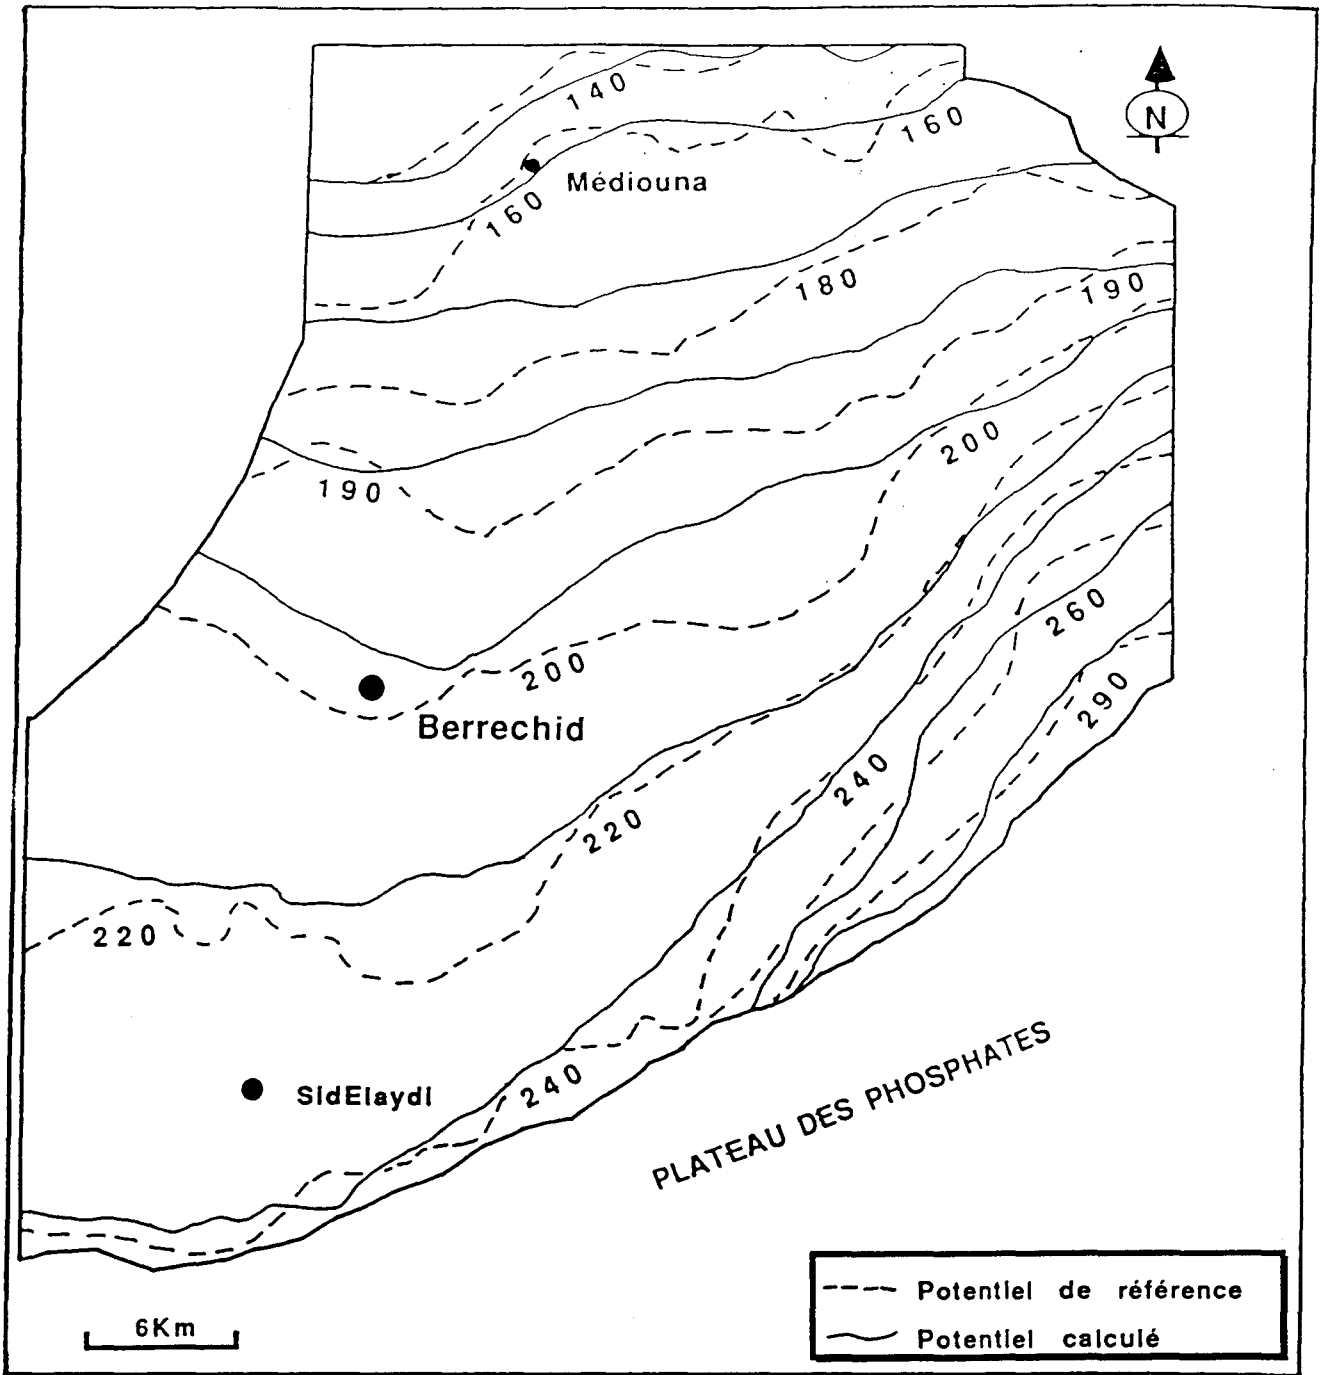 140
160
N
Médiouna
160
180
190
200
190
200
260
Berrechid
290
240
220
220
PLATEAU DES PHOSPHATES
240
SidElaydi
Potentiel de référence
6Km
Potentiel calculé